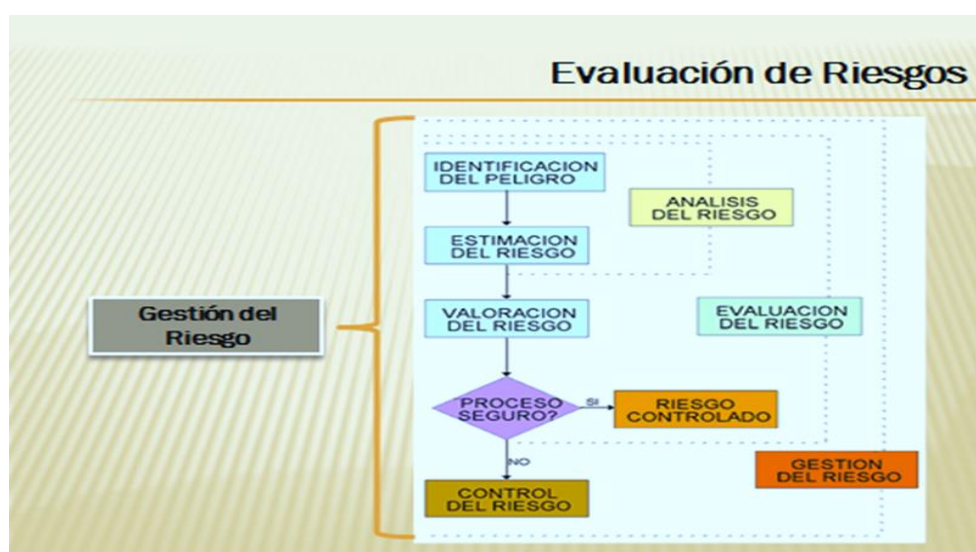 Evaluación de Riesgos
IDENTIFICACION
DEL PELIGRO
ANALISIS
DEL RIESGO
ESTIMACION
DEL RIESGO
Gestión del
Riesgo
VALORACION
DEL RIESGO
EVALUACION
DEL RIESGO
¨PROCESO
SEGURO?
SI
RIESGO
CONTROLADO
NO
GESTION
DEL RIESGO
CONTROL
DEL RIESGO